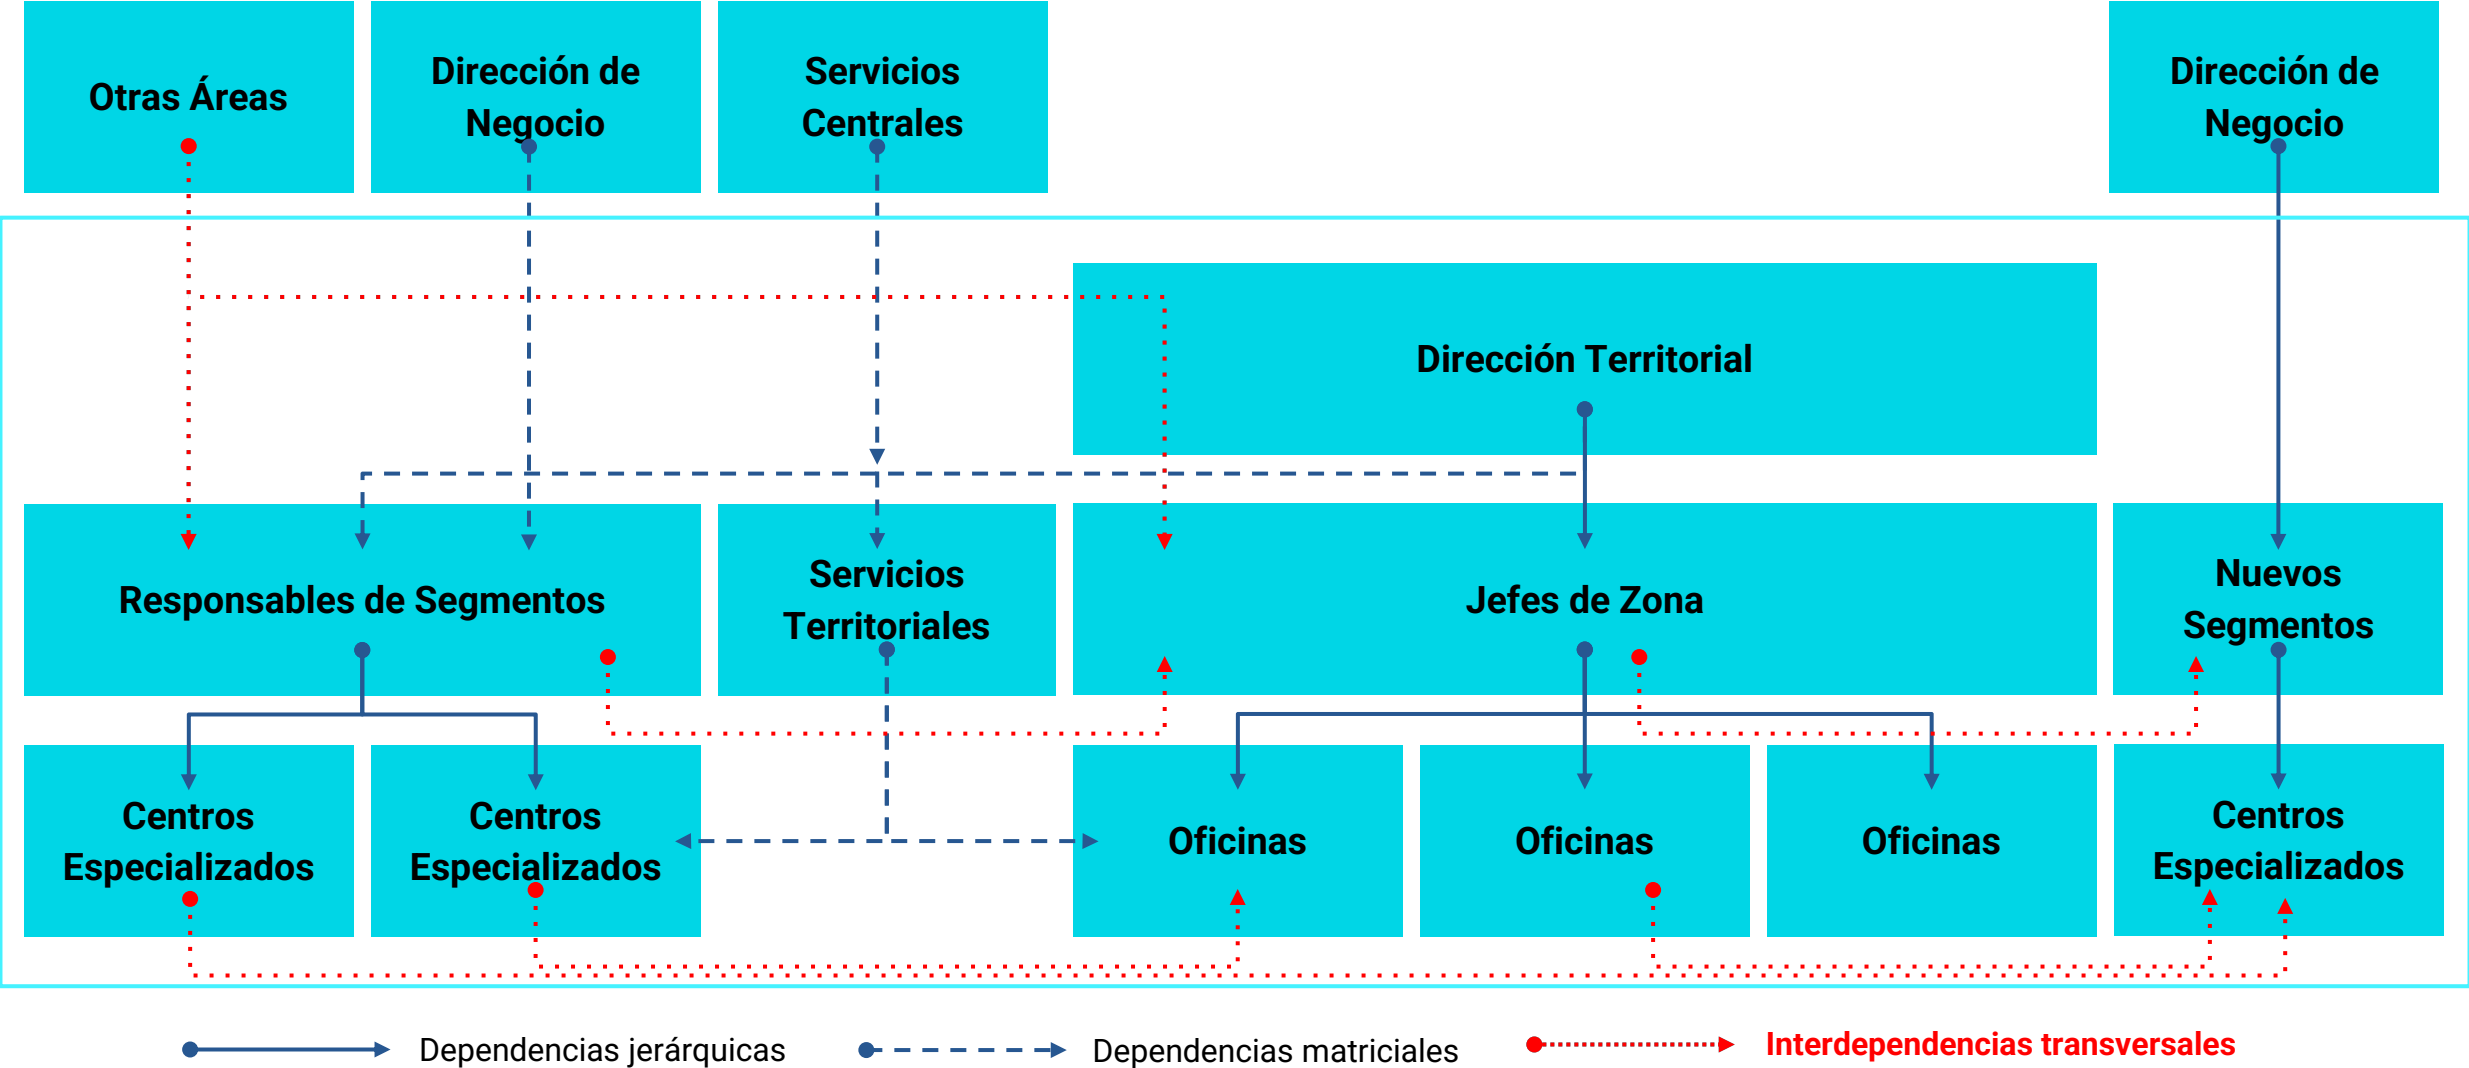 Otras Áreas
Dirección de
Negocio
Servicios
Centrales
Dirección de
Negocio
Dirección Territorial
Responsables de Segmentos
Servicios
Territoriales
Jefes de Zona
Nuevos
Segmentos
Centros
Especializados
Centros
Especializados
Oficinas
Oficinas
Oficinas
Centros
Especializados
Dependencias jerárquicas
Dependencias matriciales
Interdependencias transversales